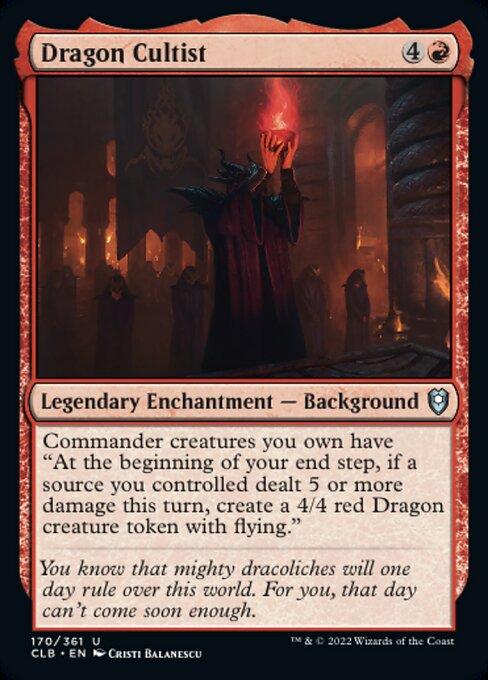 Dragon Cultist 4
Legendary Enchantment — Background
Commander creatures you own have
“At the beginning of your end step, if a
source you controlled dealt 5 or more
damage this turn, create a 4/4 red Dragon
creature token with flying.”
You know that mighty dracoliches will one
day rule over this world. For you, that day
can’t come soon enough.
170/361 U
CLB • EN Cristi Balanescu
™ & © 2022 Wizards of the Coast